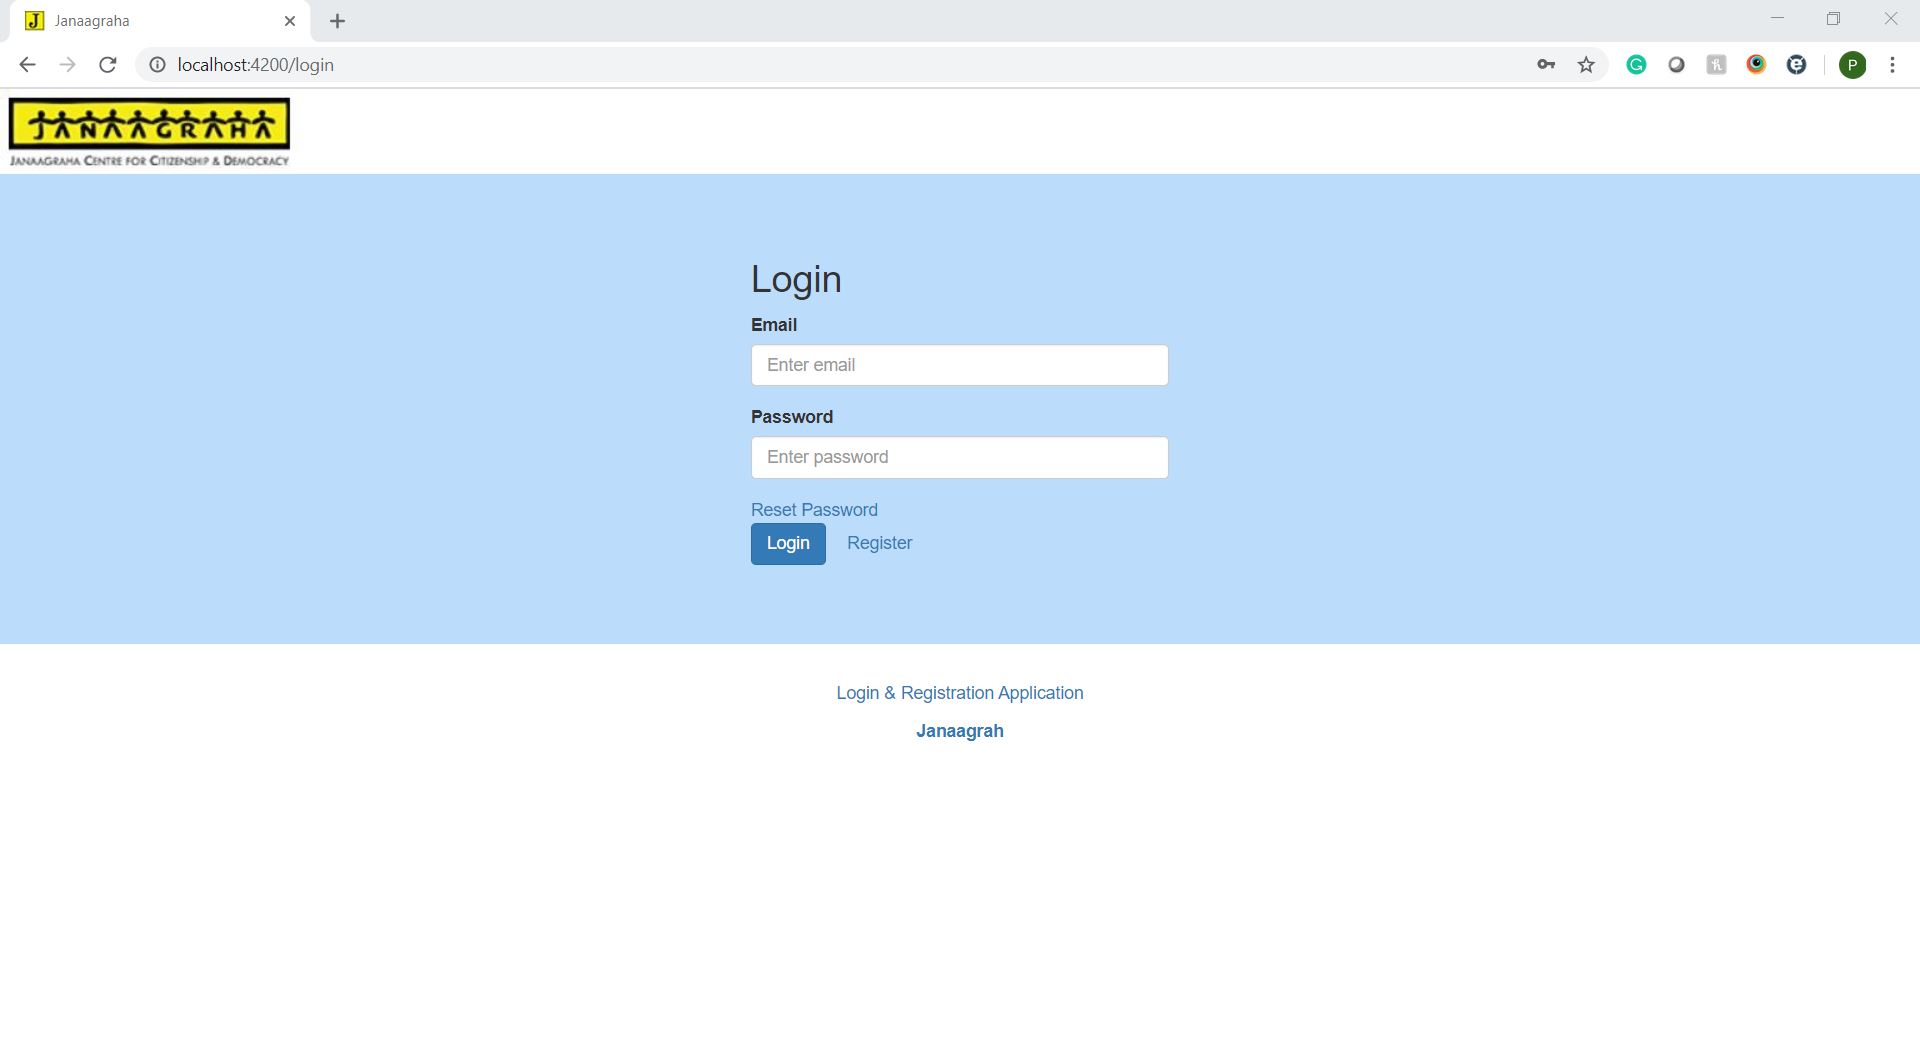 Janaagraha
localhost:4200/login
P
JANAAGRAHA
JANAAGRAHA CENTRE FOR CITIZENSHIP & DEMOCRACY
Login
Email
Enter email
Password
Enter password
Reset Password
Login Register
Login & Registration Application
Janaagrah